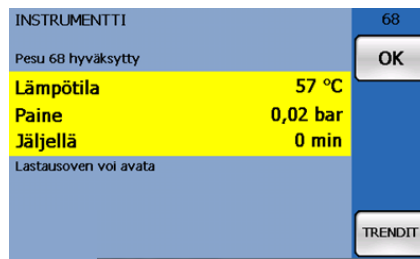 INSTRUMENTTI
68
Pesu 68 hyväksytty
OK
Lämpötila 57 °C
Paine 0,02 bar
Jäljellä 0 min
Lastausoven voi avata
TRENDIT